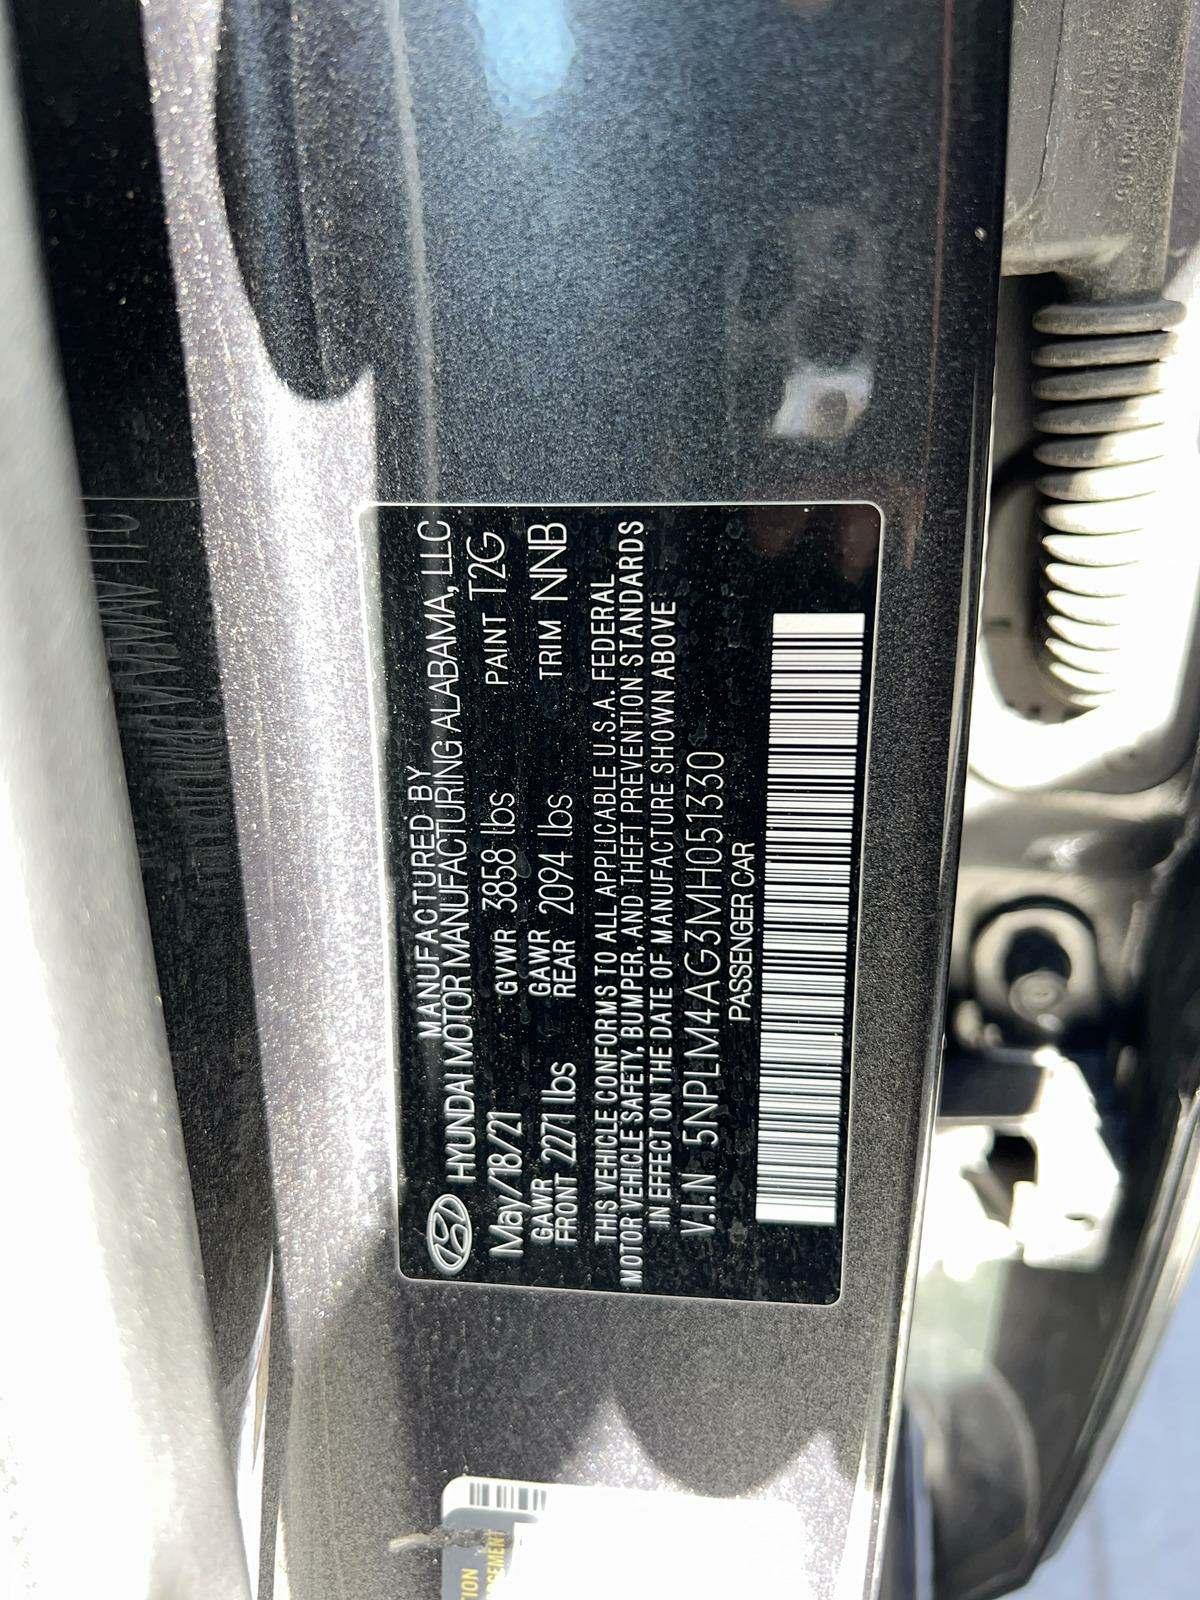 MANUFACTURED BY
HYUNDAI MOTOR MANUFACTURING ALABAMA, LLC
May/18/21 GVWR 3858 lbs PAINT T2G
GAWR FRONT 2271 lbs GAWR REAR 2094 lbs TRIM NNB
THIS VEHICLE CONFORMS TO ALL APPLICABLE U.S.A. FEDERAL
MOTOR VEHICLE SAFETY, BUMPER, AND THEFT PREVENTION STANDARDS
IN EFFECT ON THE DATE OF MANUFACTURE SHOWN ABOVE
V.I.N 5NPLM4AG3MH051330
PASSENGER CAR